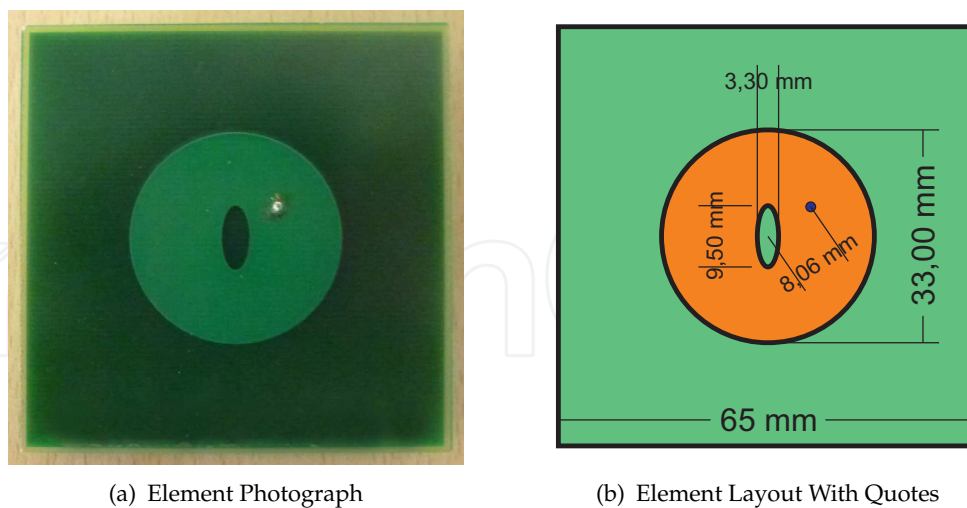 3,30 mm
9,50 mm
8,06 mm
33,00 mm
65 mm
(a) Element Photograph
(b) Element Layout With Quotes